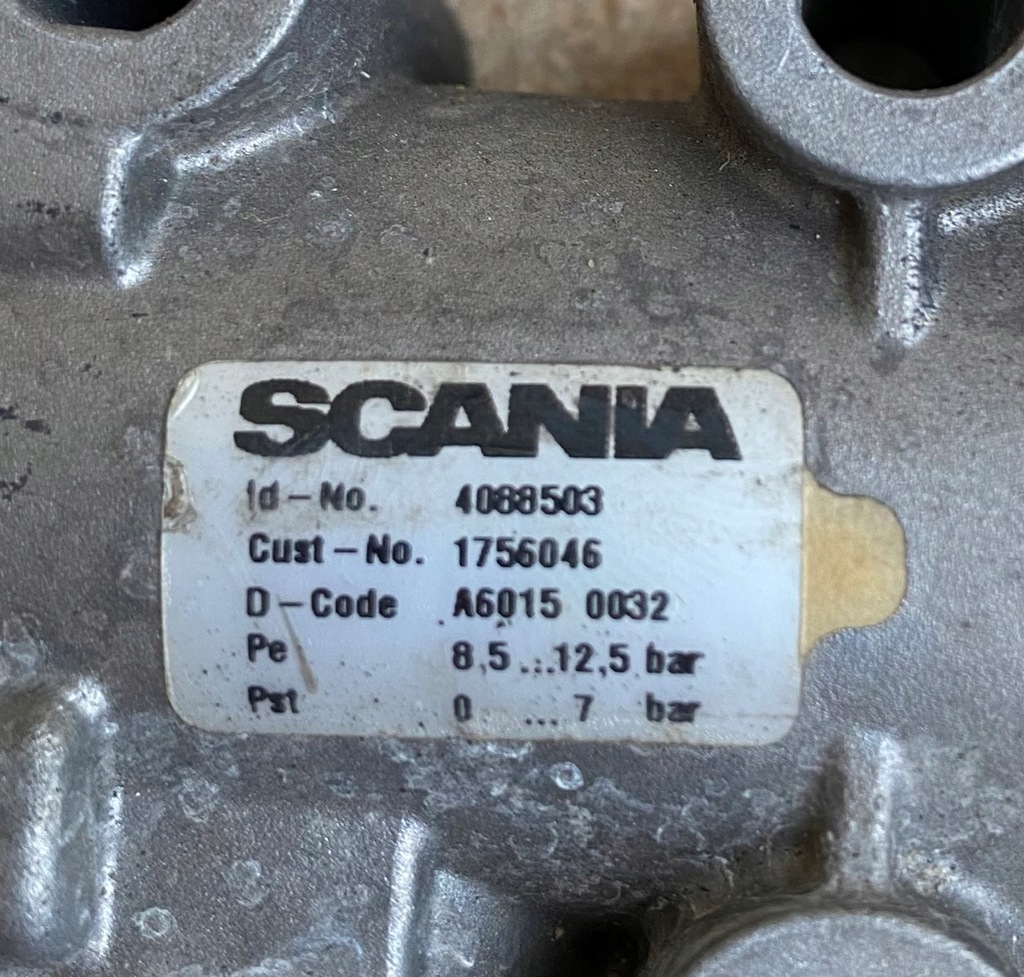 SCANIA
Id-No. 4088503
Cust-No. 1756046
D-Code A6015 0032
Pe 8,5...12,5 bar
Pst 0 ...7 bar